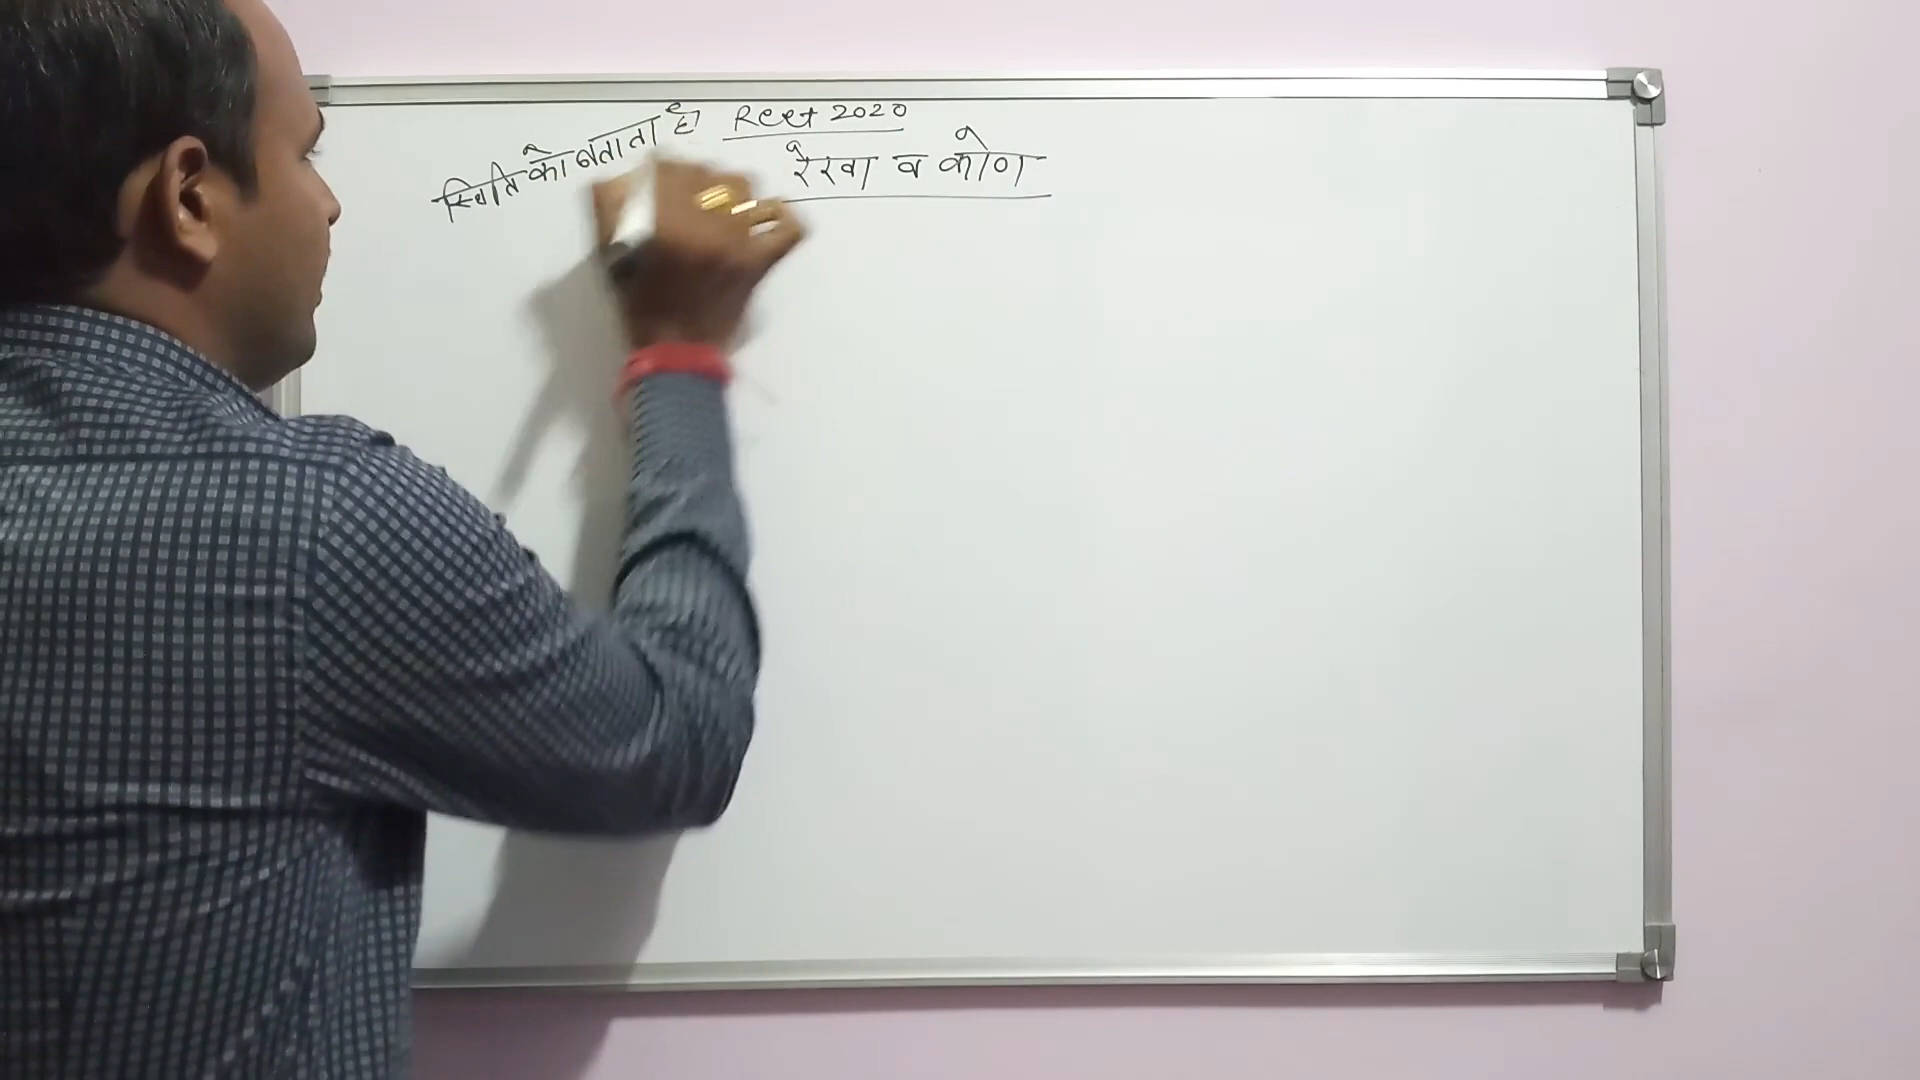 Reet 2020
रेखा व कोण
स्थिति को बताता है